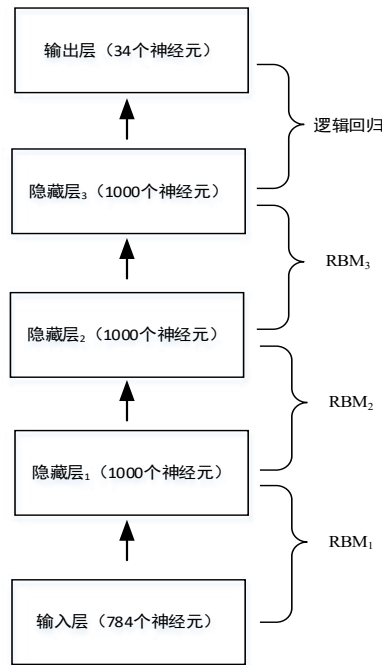 输出层（34个神经元）
逻辑回归
隐藏层₃（1000个神经元）
RBM₃
隐藏层₂（1000个神经元）
RBM₂
隐藏层₁（1000个神经元）
RBM₁
输入层（784个神经元）